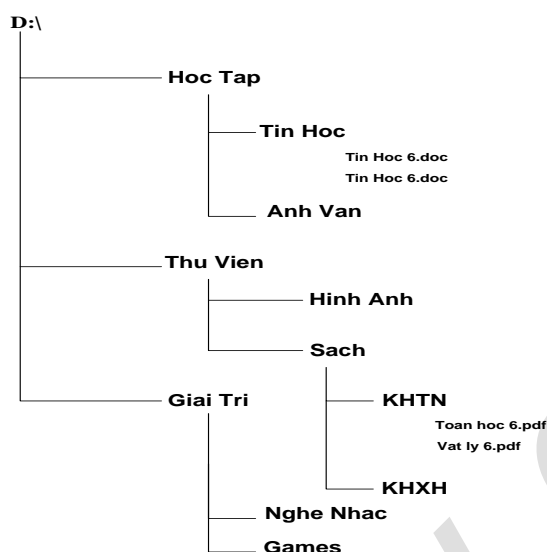 D:\
Hoc Tap
Tin Hoc
Tin Hoc 6.doc
Tin Hoc 6.doc
Anh Van
Thu Vien
Hinh Anh
Sach
Giai Tri
KHTN
Toan hoc 6.pdf
Vat ly 6.pdf
KHXH
Nghe Nhac
Games